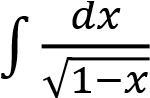 ∫ dx / √(1−x)